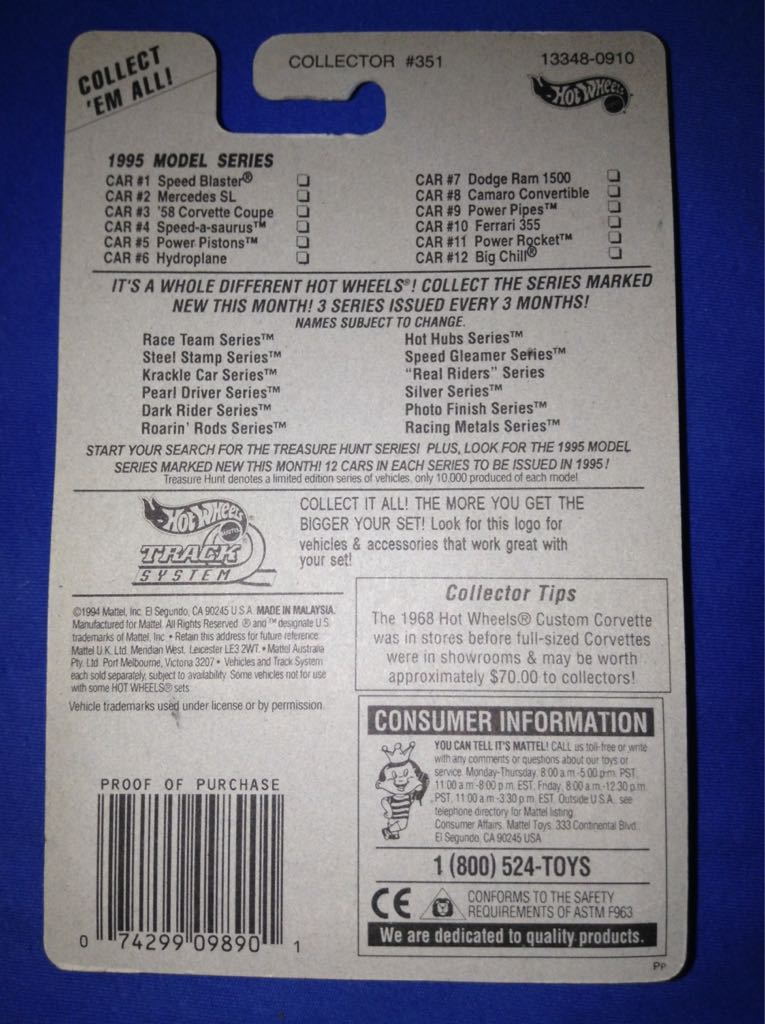 COLLECT
'EM ALL!
COLLECTOR #351
13348-0910
HOT WHEELS
1995 MODEL SERIES
CAR #1 Speed Blaster®
CAR #2 Mercedes SL
CAR #3 '58 Corvette Coupe
CAR #4 Speed-a-saurus™
CAR #5 Power Pistons™
CAR #6 Hydroplane
CAR #7 Dodge Ram 1500
CAR #8 Camaro Convertible
CAR #9 Power Pipes™
CAR #10 Ferrari 355
CAR #11 Power Rocket™
CAR #12 Big Chill®
IT'S A WHOLE DIFFERENT HOT WHEELS®! COLLECT THE SERIES MARKED
NEW THIS MONTH! 3 SERIES ISSUED EVERY 3 MONTHS!
NAMES SUBJECT TO CHANGE.
Race Team Series™
Steel Stamp Series™
Krackle Car Series™
Pearl Driver Series™
Dark Rider Series™
Roarin' Rods Series™
Hot Hubs Series™
Speed Gleamer Series™
"Real Riders" Series
Silver Series™
Photo Finish Series™
Racing Metals Series™
START YOUR SEARCH FOR THE TREASURE HUNT SERIES! PLUS, LOOK FOR THE 1995 MODEL
SERIES MARKED NEW THIS MONTH! 12 CARS IN EACH SERIES TO BE ISSUED IN 1995!
Treasure Hunt denotes a limited edition series of vehicles, only 10,000 produced of each model
HOT WHEELS
TRACK
SYSTEM
COLLECT IT ALL! THE MORE YOU GET THE
BIGGER YOUR SET! Look for this logo for
vehicles & accessories that work great with
your set!
©1994 Mattel, Inc. El Segundo, CA 90245 U.S.A. MADE IN MALAYSIA.
Manufactured for Mattel. All Rights Reserved. ® and ™ designate U.S.
trademarks of Mattel, Inc. • Retain this address for future reference:
Mattel U.K. Ltd. Meridian West, Leicester LE3 2WT. • Mattel Australia
Pty. Ltd. Port Melbourne, Victoria 3207 • Vehicles and Track System
each sold separately, subject to availability. Some vehicles not for use
with some HOT WHEELS® sets.
Vehicle trademarks used under license or by permission.
Collector Tips
The 1968 Hot Wheels® Custom Corvette
was in stores before full-sized Corvettes
were in showrooms & may be worth
approximately $70.00 to collectors!
CONSUMER INFORMATION
YOU CAN TELL IT'S MATTEL! CALL us toll-free or write
with any comments or questions about our toys or
service. Monday-Thursday, 8:00 a.m.-5:00 p.m. PST,
11:00 a.m.-8:00 p.m. EST, Friday, 8:00 a.m.-12:30 p.m.
PST, 11:00 a.m.-3:30 p.m. EST. Outside U.S.A., see
telephone directory for Mattel listing.
Consumer Affairs, Mattel Toys, 333 Continental Blvd.,
El Segundo, CA 90245 USA
1 (800) 524-TOYS
CE
CONFORMS TO THE SAFETY
REQUIREMENTS OF ASTM F963
We are dedicated to quality products.
PROOF OF PURCHASE
0 74299 09890 1
PP